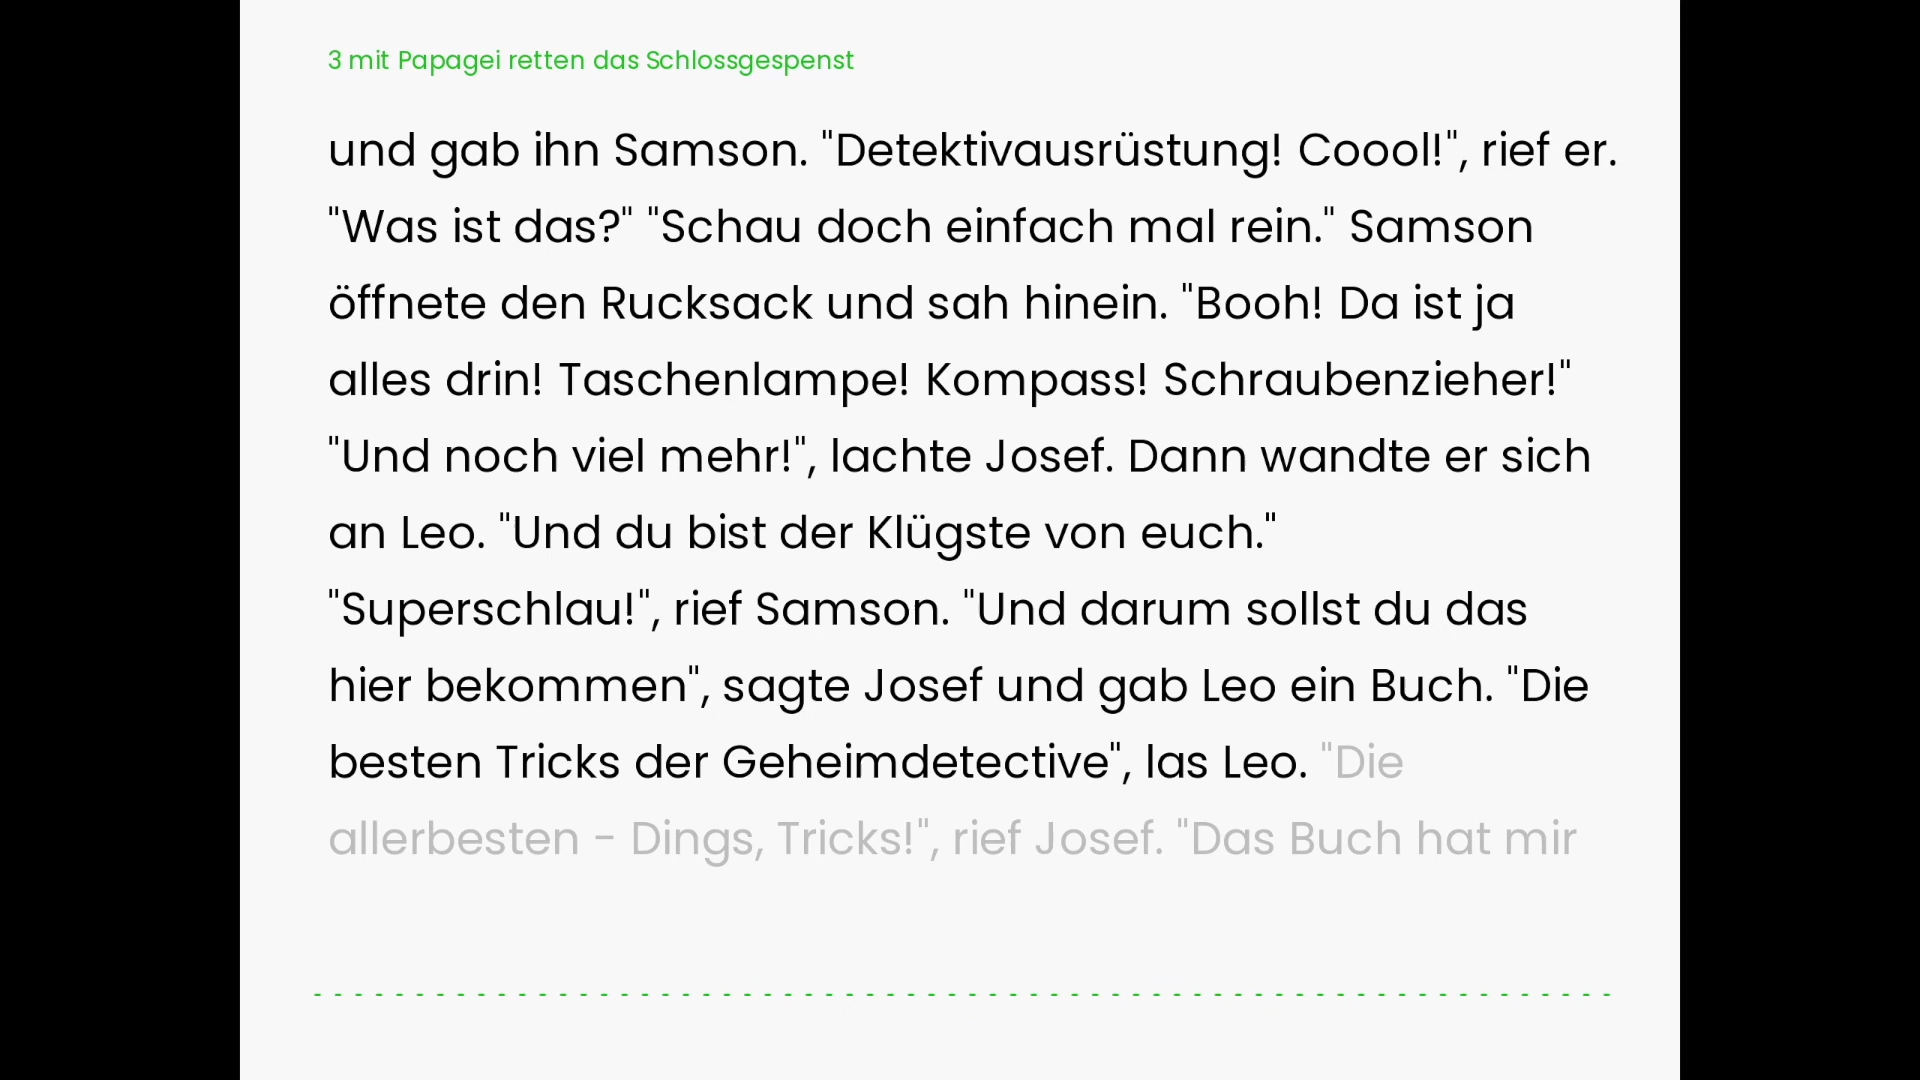 3 mit Papagei retten das Schlossgespenst
und gab ihn Samson. "Detektivausrüstung! Coool!", rief er.
"Was ist das?" "Schau doch einfach mal rein." Samson
öffnete den Rucksack und sah hinein. "Booh! Da ist ja
alles drin! Taschenlampe! Kompass! Schraubenzieher!"
"Und noch viel mehr!", lachte Josef. Dann wandte er sich
an Leo. "Und du bist der Klügste von euch."
"Superschlau!", rief Samson. "Und darum sollst du das
hier bekommen", sagte Josef und gab Leo ein Buch. "Die
besten Tricks der Geheimdetective", las Leo. "Die
allerbesten - Dings, Tricks!", rief Josef. "Das Buch hat mir